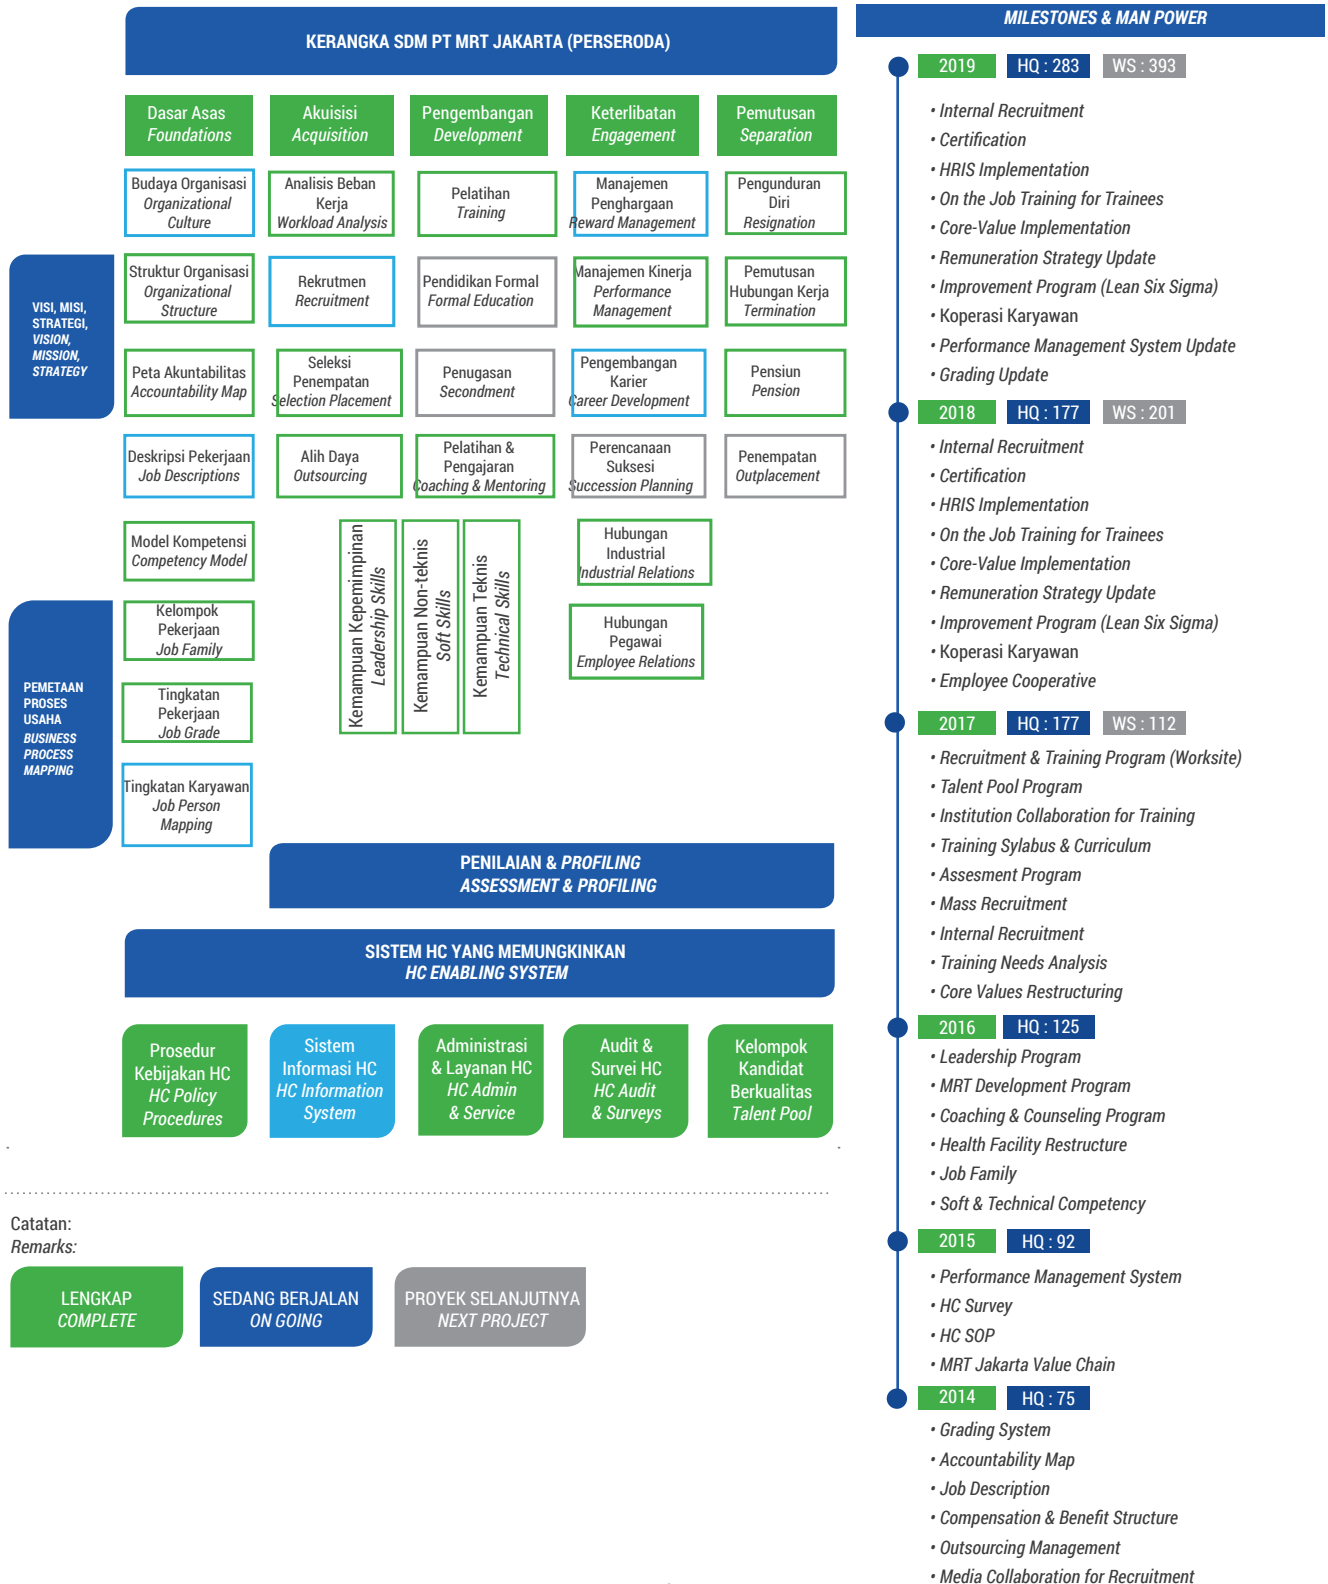 KERANGKA SDM PT MRT JAKARTA (PERSERODA)
Dasar Asas
Foundations
Akuisisi
Acquisition
Pengembangan
Development
Keterlibatan
Engagement
Pemutusan
Separation
Budaya Organisasi
Organizational
Culture
Analisis Beban
Kerja
Workload Analysis
Pelatihan
Training
Manajemen
Penghargaan
Reward Management
Pengunduran
Diri
Resignation
VISI, MISI,
STRATEGI,
VISION,
MISSION,
STRATEGY
Struktur Organisasi
Organizational
Structure
Rekrutmen
Recruitment
Pendidikan Formal
Formal Education
Manajemen Kinerja
Performance
Management
Pemutusan
Hubungan Kerja
Termination
Peta Akuntabilitas
Accountability Map
Seleksi
Penempatan
Selection Placement
Penugasan
Secondment
Pengembangan
Karier
Career Development
Pensiun
Pension
Deskripsi Pekerjaan
Job Descriptions
Alih Daya
Outsourcing
Pelatihan &
Pengajaran
Coaching & Mentoring
Perencanaan
Suksesi
Succession Planning
Penempatan
Outplacement
Model Kompetensi
Competency Model
Kemampuan Kepemimpinan
Leadership Skills
Kemampuan Non-teknis
Soft Skills
Kemampuan Teknis
Technical Skills
Hubungan
Industrial
Industrial Relations
PEMETAAN
PROSES
USAHA
BUSINESS
PROCESS
MAPPING
Kelompok
Pekerjaan
Job Family
Hubungan
Pegawai
Employee Relations
Tingkatan
Pekerjaan
Job Grade
Tingkatan Karyawan
Job Person
Mapping
PENILAIAN & PROFILING
ASSESSMENT & PROFILING
SISTEM HC YANG MEMUNGKINKAN
HC ENABLING SYSTEM
Prosedur
Kebijakan HC
HC Policy
Procedures
Sistem
Informasi HC
HC Information
System
Administrasi
& Layanan HC
HC Admin
& Service
Audit &
Survei HC
HC Audit
& Surveys
Kelompok
Kandidat
Berkualitas
Talent Pool
Catatan:
Remarks:
LENGKAP
COMPLETE
SEDANG BERJALAN
ON GOING
PROYEK SELANJUTNYA
NEXT PROJECT
MILESTONES & MAN POWER
2019 HQ : 283 WS : 393
• Internal Recruitment
• Certification
• HRIS Implementation
• On the Job Training for Trainees
• Core-Value Implementation
• Remuneration Strategy Update
• Improvement Program (Lean Six Sigma)
• Koperasi Karyawan
• Performance Management System Update
• Grading Update
2018 HQ : 177 WS : 201
• Internal Recruitment
• Certification
• HRIS Implementation
• On the Job Training for Trainees
• Core-Value Implementation
• Remuneration Strategy Update
• Improvement Program (Lean Six Sigma)
• Koperasi Karyawan
• Employee Cooperative
2017 HQ : 177 WS : 112
• Recruitment & Training Program (Worksite)
• Talent Pool Program
• Institution Collaboration for Training
• Training Sylabus & Curriculum
• Assesment Program
• Mass Recruitment
• Internal Recruitment
• Training Needs Analysis
• Core Values Restructuring
2016 HQ : 125
• Leadership Program
• MRT Development Program
• Coaching & Counseling Program
• Health Facility Restructure
• Job Family
• Soft & Technical Competency
2015 HQ : 92
• Performance Management System
• HC Survey
• HC SOP
• MRT Jakarta Value Chain
2014 HQ : 75
• Grading System
• Accountability Map
• Job Description
• Compensation & Benefit Structure
• Outsourcing Management
• Media Collaboration for Recruitment